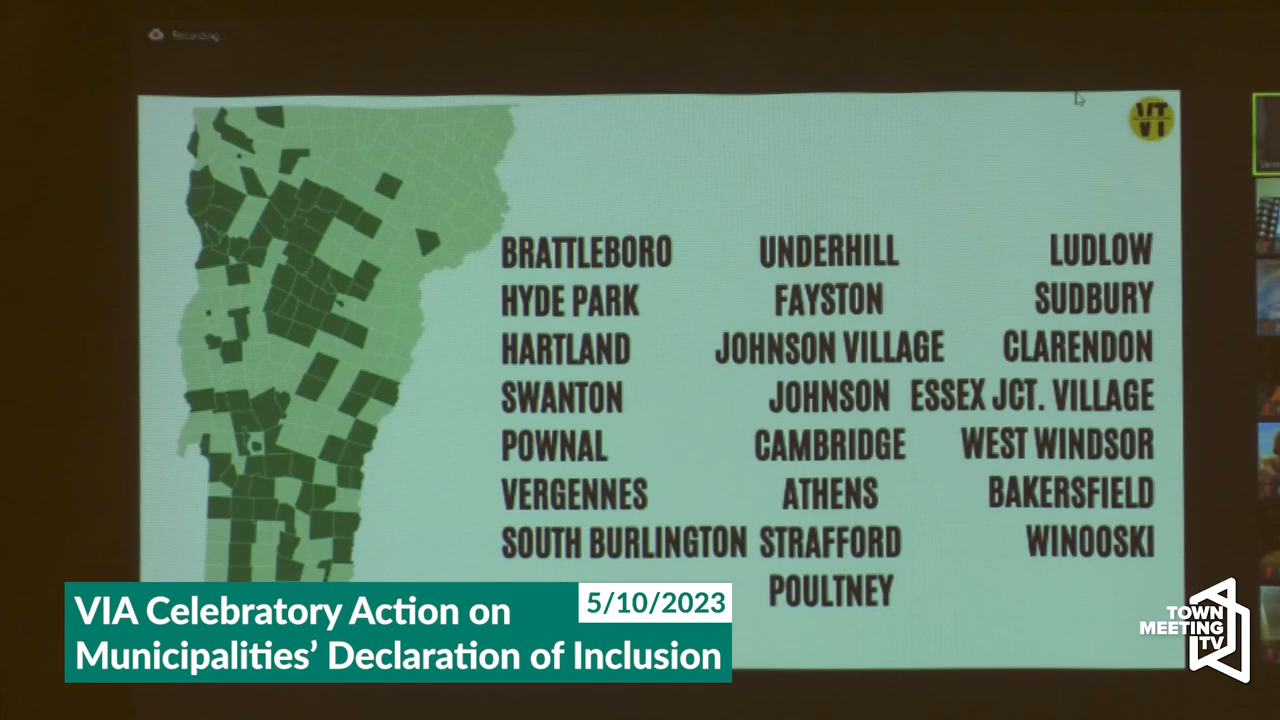 Recording...
VT
BRATTLEBORO
HYDE PARK
HARTLAND
SWANTON
POWNAL
VERGENNES
SOUTH BURLINGTON
UNDERHILL
FAYSTON
JOHNSON VILLAGE
JOHNSON
CAMBRIDGE
ATHENS
STRAFFORD
POULTNEY
LUDLOW
SUDBURY
CLARENDON
ESSEX JCT. VILLAGE
WEST WINDSOR
BAKERSFIELD
WINOOSKI
VIA Celebratory Action on
5/10/2023
Municipalities' Declaration of Inclusion
TOWN
MEETING
TV